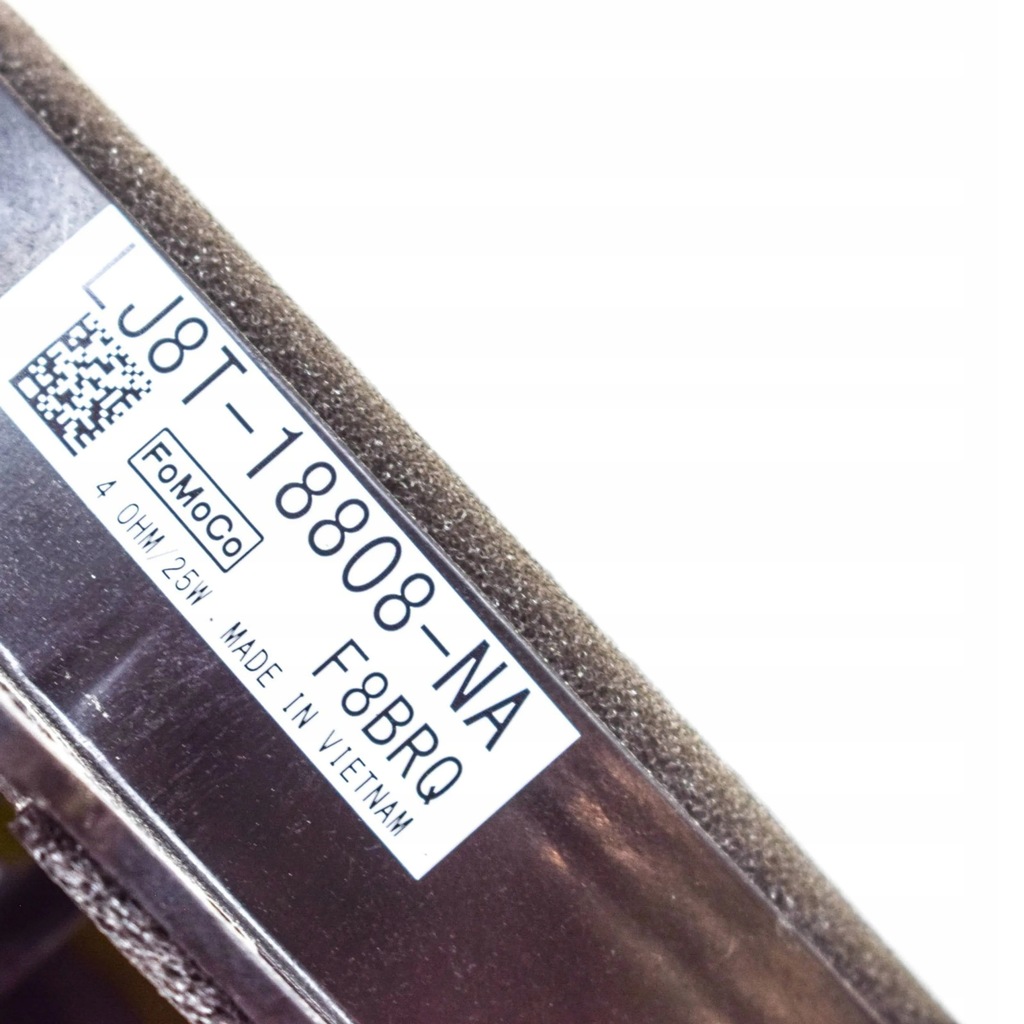 LJ8T-18808-NA
FoMoCo
F8BRQ
4 OHM/25W . MADE IN VIETNAM